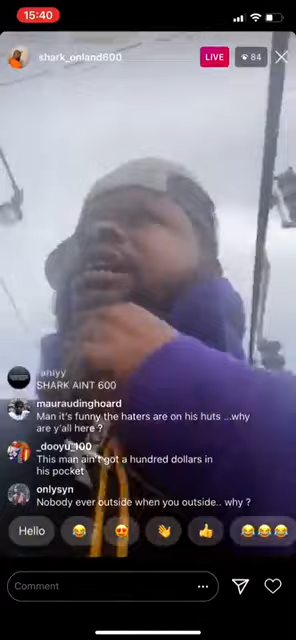 15:40
shark_onland600
LIVE
84
SHARK AINT 600
mauraudinghoard
Man it's funny the haters are on his huts ...why
are y'all here ?
_dooyu_100
This man ain't got a hundred dollars in
his pocket
onlysyn
Nobody ever outside when you outside.. why ?
Hello
Comment